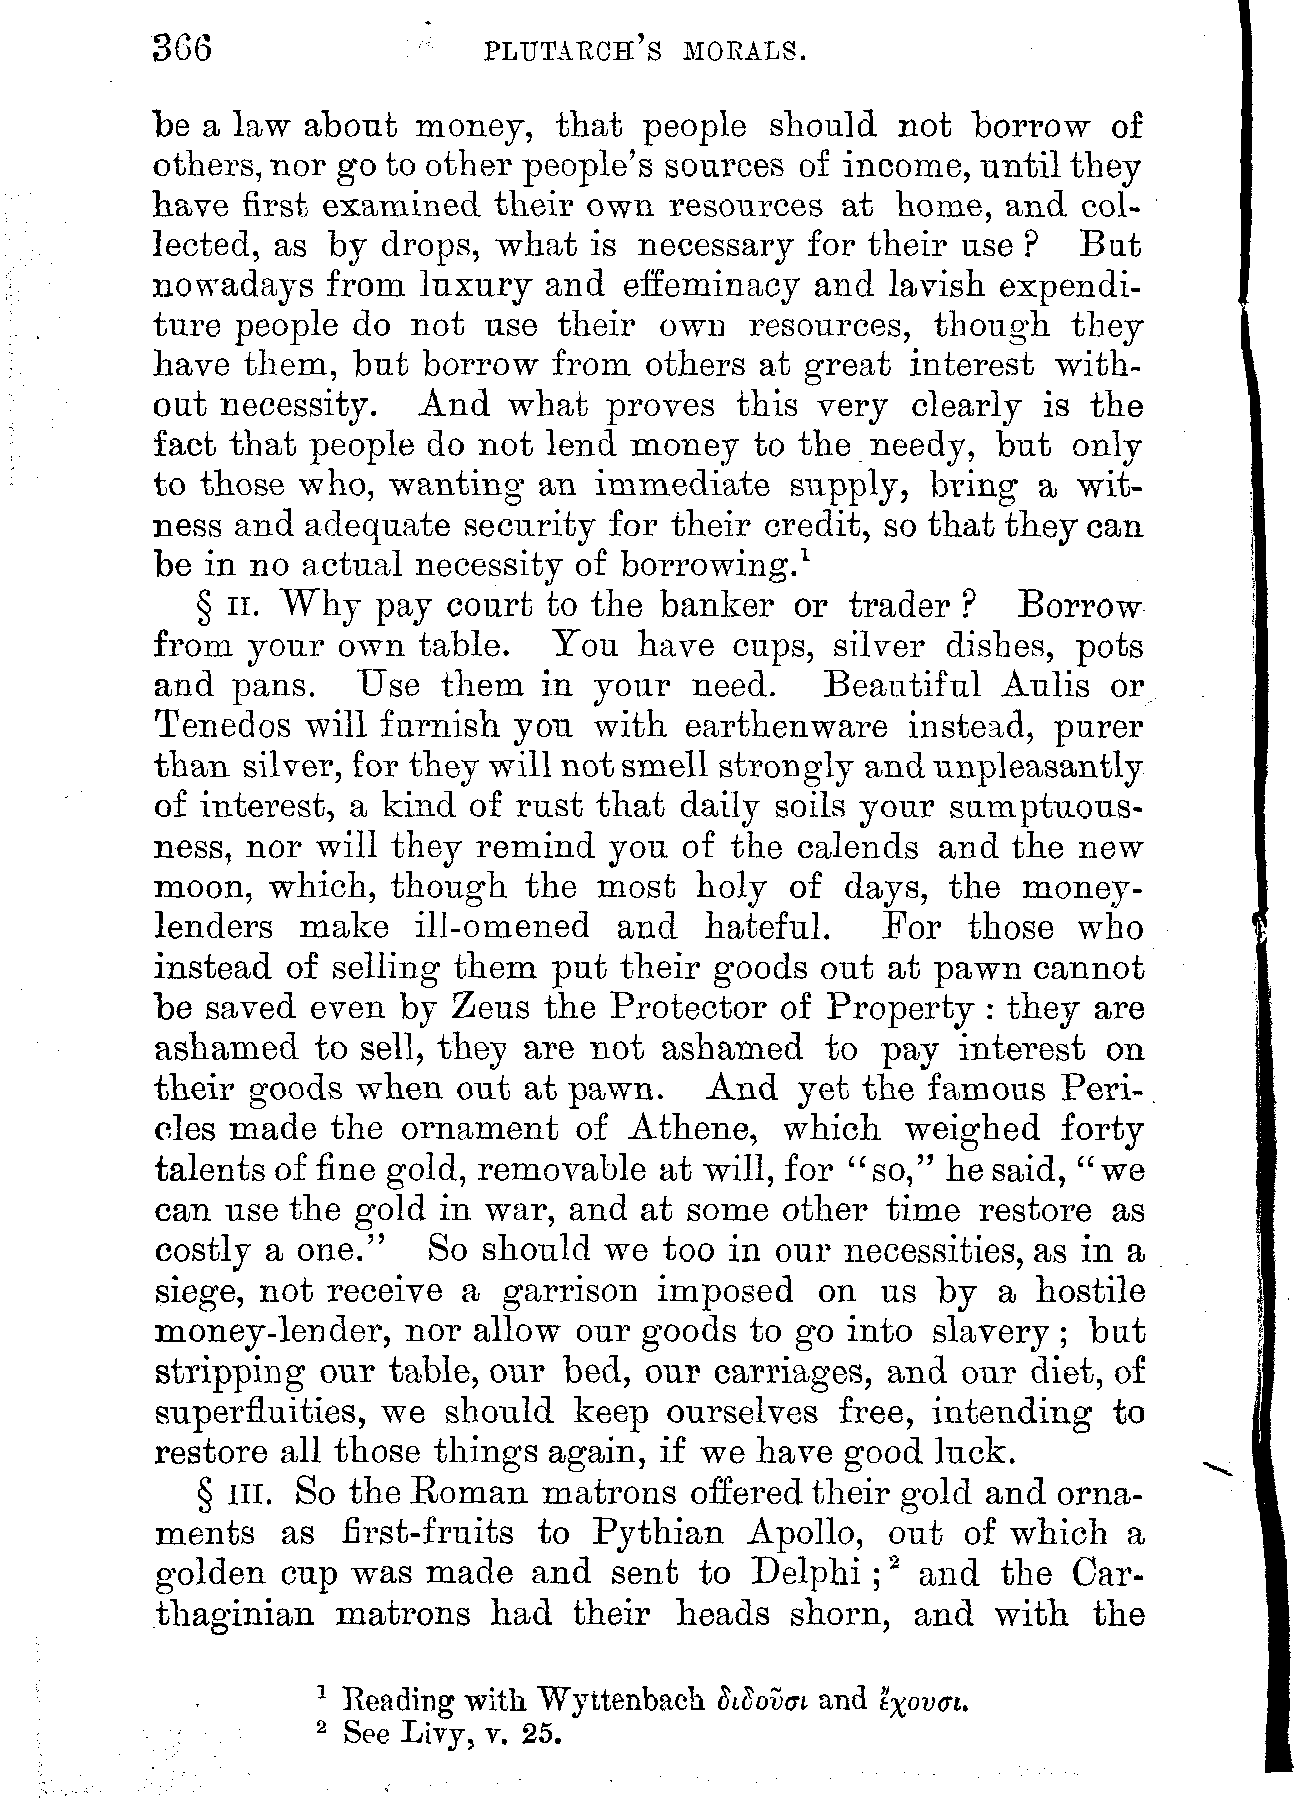 366 PLUTARCH'S MORALS.
be a law about money, that people should not borrow of
others, nor go to other people's sources of income, until they
have first examined their own resources at home, and col-
lected, as by drops, what is necessary for their use? But
nowadays from luxury and effeminacy and lavish expendi-
ture people do not use their own resources, though they
have them, but borrow from others at great interest with-
out necessity. And what proves this very clearly is the
fact that people do not lend money to the needy, but only
to those who, wanting an immediate supply, bring a wit-
ness and adequate security for their credit, so that they can
be in no actual necessity of borrowing.¹
§ II. Why pay court to the banker or trader? Borrow
from your own table. You have cups, silver dishes, pots
and pans. Use them in your need. Beautiful Aulis or
Tenedos will furnish you with earthenware instead, purer
than silver, for they will not smell strongly and unpleasantly
of interest, a kind of rust that daily soils your sumptuous-
ness, nor will they remind you of the calends and the new
moon, which, though the most holy of days, the money-
lenders make ill-omened and hateful. For those who
instead of selling them put their goods out at pawn cannot
be saved even by Zeus the Protector of Property: they are
ashamed to sell, they are not ashamed to pay interest on
their goods when out at pawn. And yet the famous Peri-
cles made the ornament of Athene, which weighed forty
talents of fine gold, removable at will, for "so," he said, "we
can use the gold in war, and at some other time restore as
costly a one." So should we too in our necessities, as in a
siege, not receive a garrison imposed on us by a hostile
money-lender, nor allow our goods to go into slavery; but
stripping our table, our bed, our carriages, and our diet, of
superfluities, we should keep ourselves free, intending to
restore all those things again, if we have good luck.
§ III. So the Roman matrons offered their gold and orna-
ments as first-fruits to Pythian Apollo, out of which a
golden cup was made and sent to Delphi;² and the Car-
thaginian matrons had their heads shorn, and with the
¹ Reading with Wyttenbach διδοῦσι and ἔχουσι.
² See Livy, v. 25.